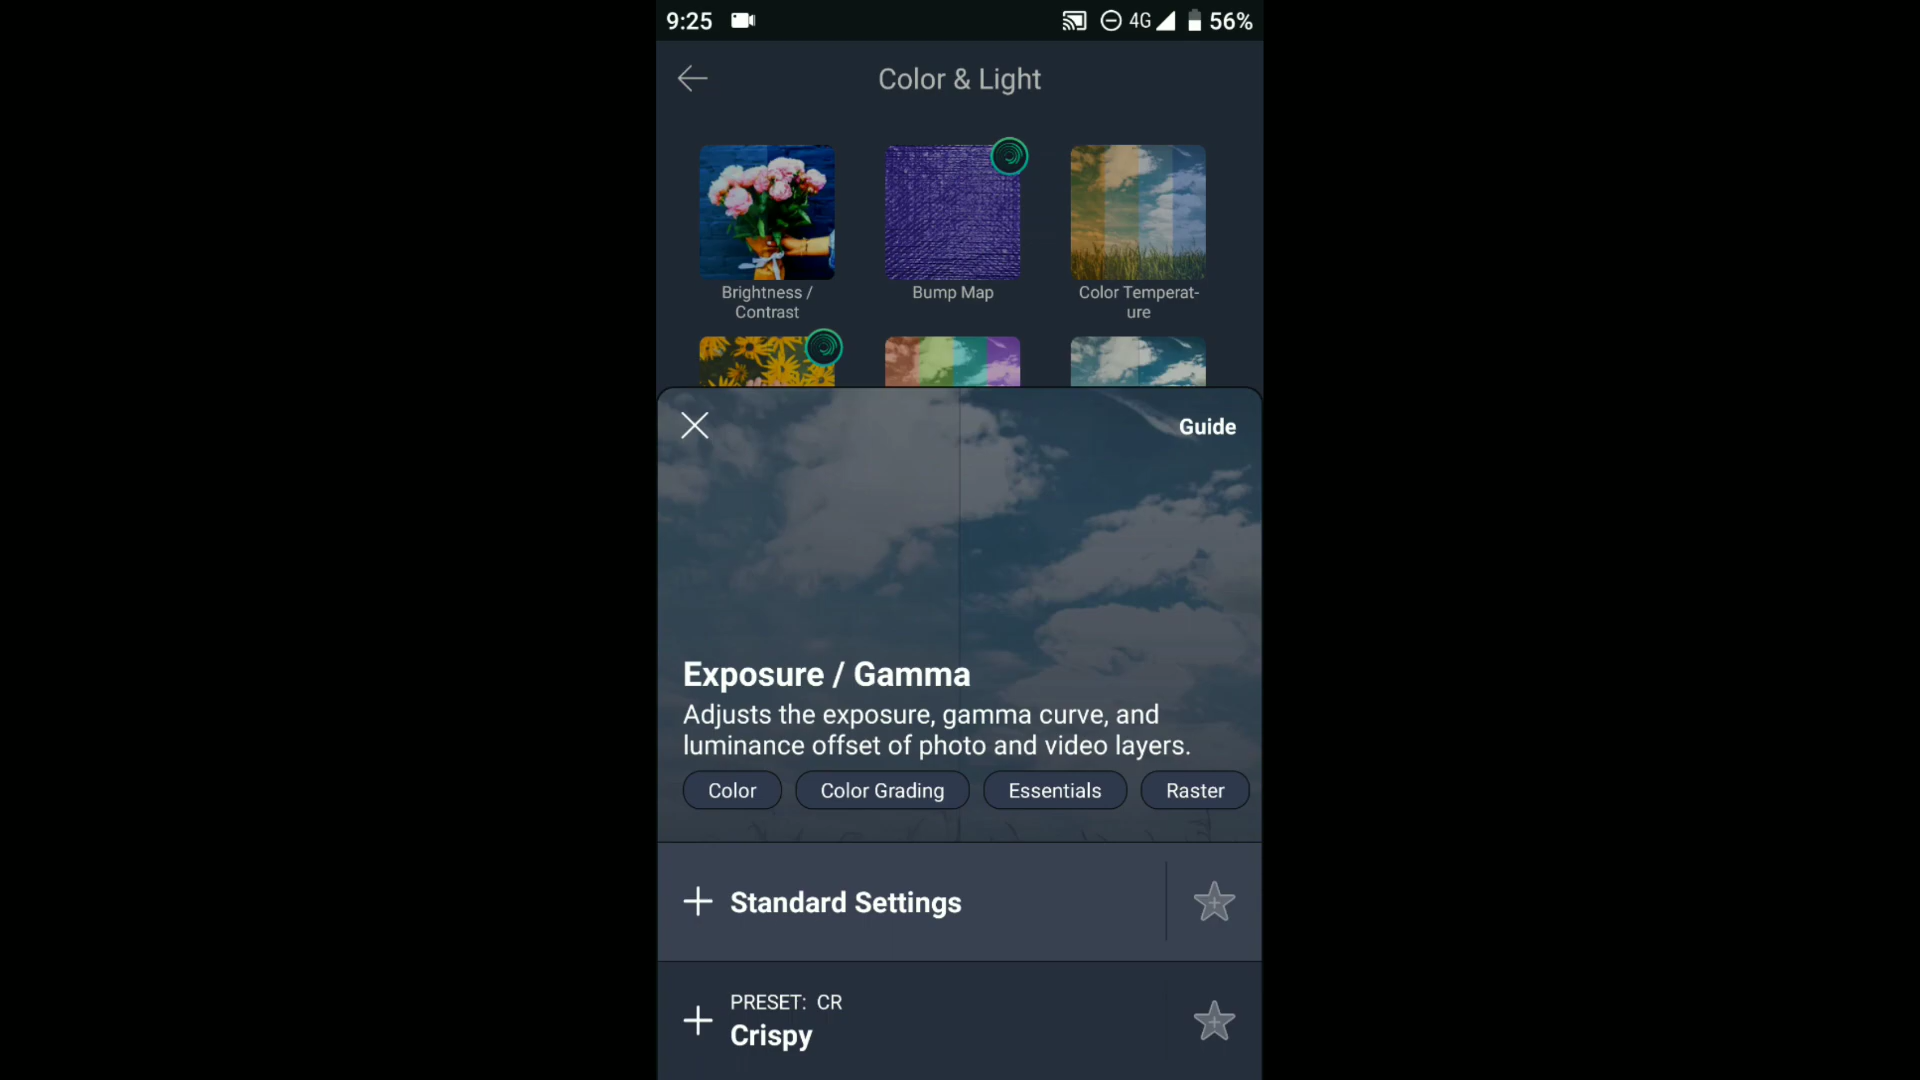 9:25
4G
56%
Color & Light
Brightness /
Contrast
Bump Map
Color Temperat-
ure
Guide
Exposure / Gamma
Adjusts the exposure, gamma curve, and
luminance offset of photo and video layers.
Color
Color Grading
Essentials
Raster
Standard Settings
PRESET: CR
Crispy